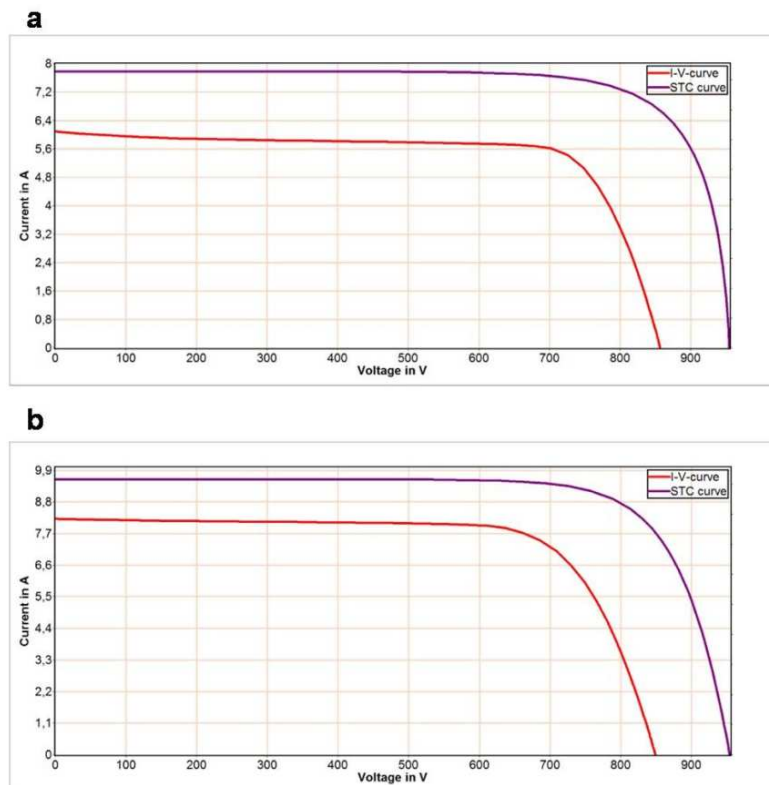 a
8
7,2
6,4
5,6
4,8
4
3,2
2,4
1,6
0,8
0
Current in A
I-V-curve
STC curve
0 100 200 300 400 500 600 700 800 900
Voltage in V
b
9,9
8,8
7,7
6,6
5,5
4,4
3,3
2,2
1,1
0
Current in A
I-V-curve
STC curve
0 100 200 300 400 500 600 700 800 900
Voltage in V